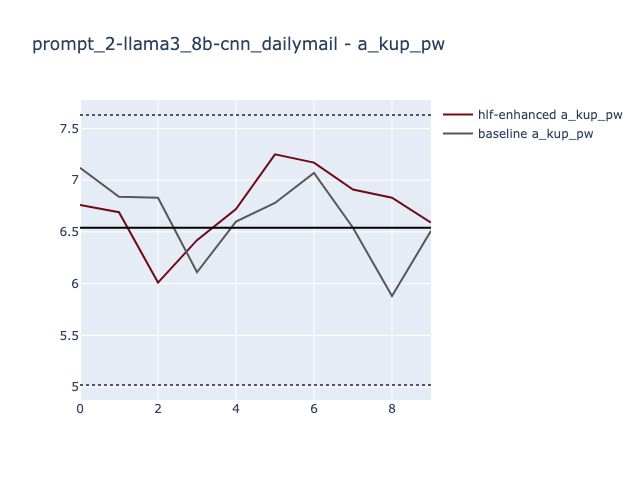 prompt_2-llama3_8b-cnn_dailymail - a_kup_pw
hlf-enhanced a_kup_pw
baseline a_kup_pw
7.5
7
6.5
6
5.5
5
0 2 4 6 8